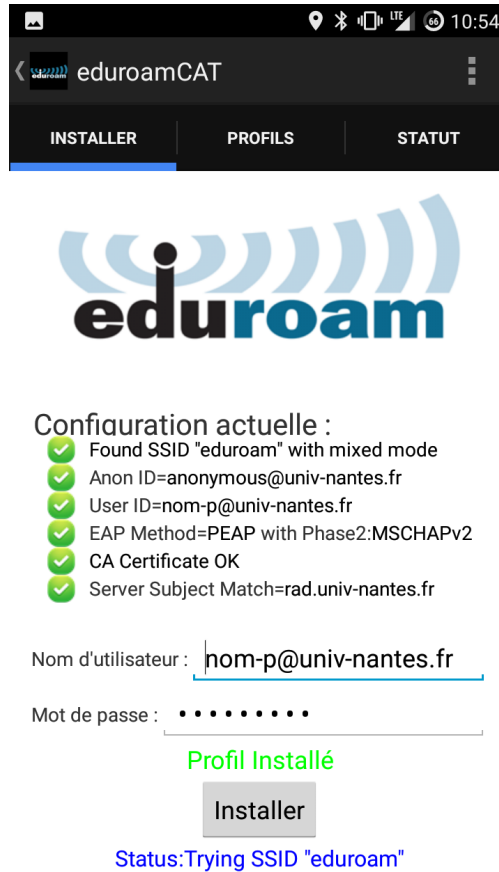 LTE 66 10:54
eduroam eduroamCAT
INSTALLER PROFILS STATUT
eduroam
Configuration actuelle :
Found SSID "eduroam" with mixed mode
Anon ID=anonymous@univ-nantes.fr
User ID=nom-p@univ-nantes.fr
EAP Method=PEAP with Phase2:MSCHAPv2
CA Certificate OK
Server Subject Match=rad.univ-nantes.fr
Nom d'utilisateur : nom-p@univ-nantes.fr
Mot de passe : •••••••••
Profil Installé
Installer
Status:Trying SSID "eduroam"